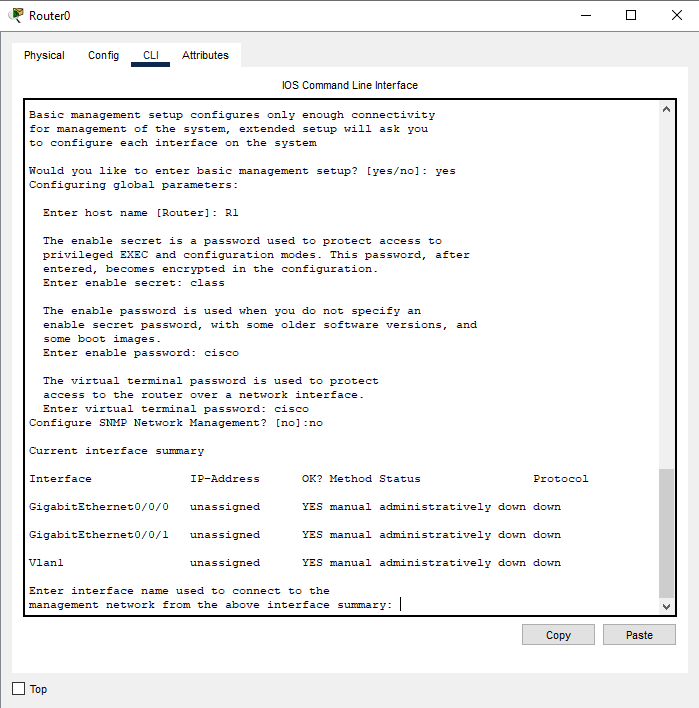 Router0
Physical Config CLI Attributes
IOS Command Line Interface
Basic management setup configures only enough connectivity
for management of the system, extended setup will ask you
to configure each interface on the system
Would you like to enter basic management setup? [yes/no]: yes
Configuring global parameters:
Enter host name [Router]: R1
The enable secret is a password used to protect access to
privileged EXEC and configuration modes. This password, after
entered, becomes encrypted in the configuration.
Enter enable secret: class
The enable password is used when you do not specify an
enable secret password, with some older software versions, and
some boot images.
Enter enable password: cisco
The virtual terminal password is used to protect
access to the router over a network interface.
Enter virtual terminal password: cisco
Configure SNMP Network Management? [no]:no
Current interface summary
Interface IP-Address OK? Method Status Protocol
GigabitEthernet0/0/0 unassigned YES manual administratively down down
GigabitEthernet0/0/1 unassigned YES manual administratively down down
Vlan1 unassigned YES manual administratively down down
Enter interface name used to connect to the
management network from the above interface summary:
Copy Paste
Top